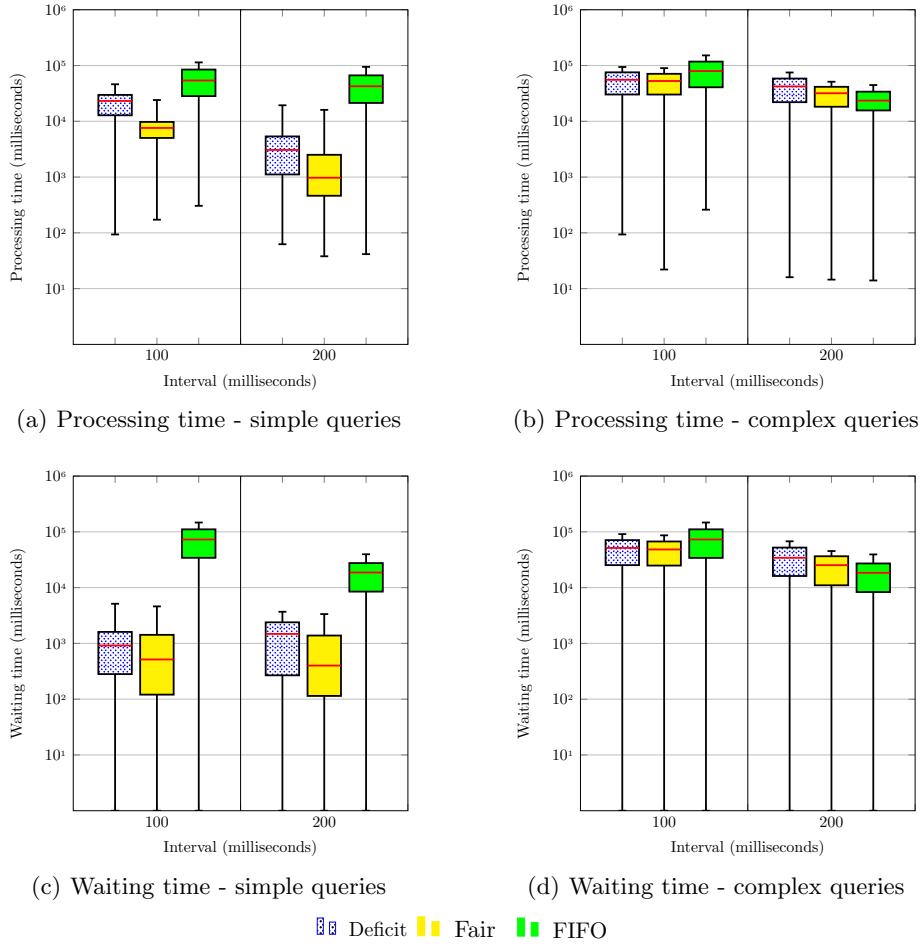 10⁶
10⁵
10⁴
10³
10²
10¹
Processing time (milliseconds)
100
200
Interval (milliseconds)
(a) Processing time - simple queries
10⁶
10⁵
10⁴
10³
10²
10¹
Processing time (milliseconds)
100
200
Interval (milliseconds)
(b) Processing time - complex queries
10⁶
10⁵
10⁴
10³
10²
10¹
Waiting time (milliseconds)
100
200
Interval (milliseconds)
(c) Waiting time - simple queries
10⁶
10⁵
10⁴
10³
10²
10¹
Waiting time (milliseconds)
100
200
Interval (milliseconds)
(d) Waiting time - complex queries
Deficit Fair FIFO